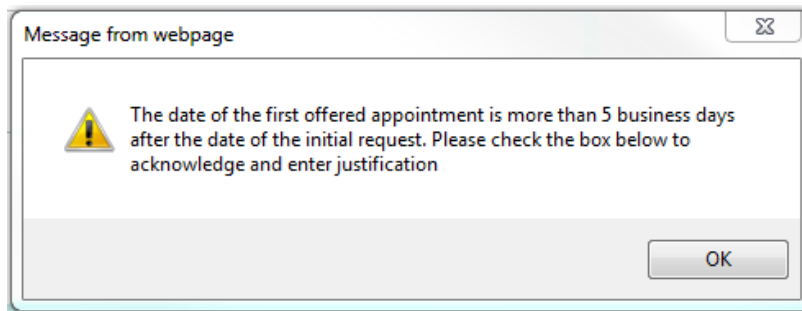 Message from webpage
The date of the first offered appointment is more than 5 business days
after the date of the initial request. Please check the box below to
acknowledge and enter justification
OK